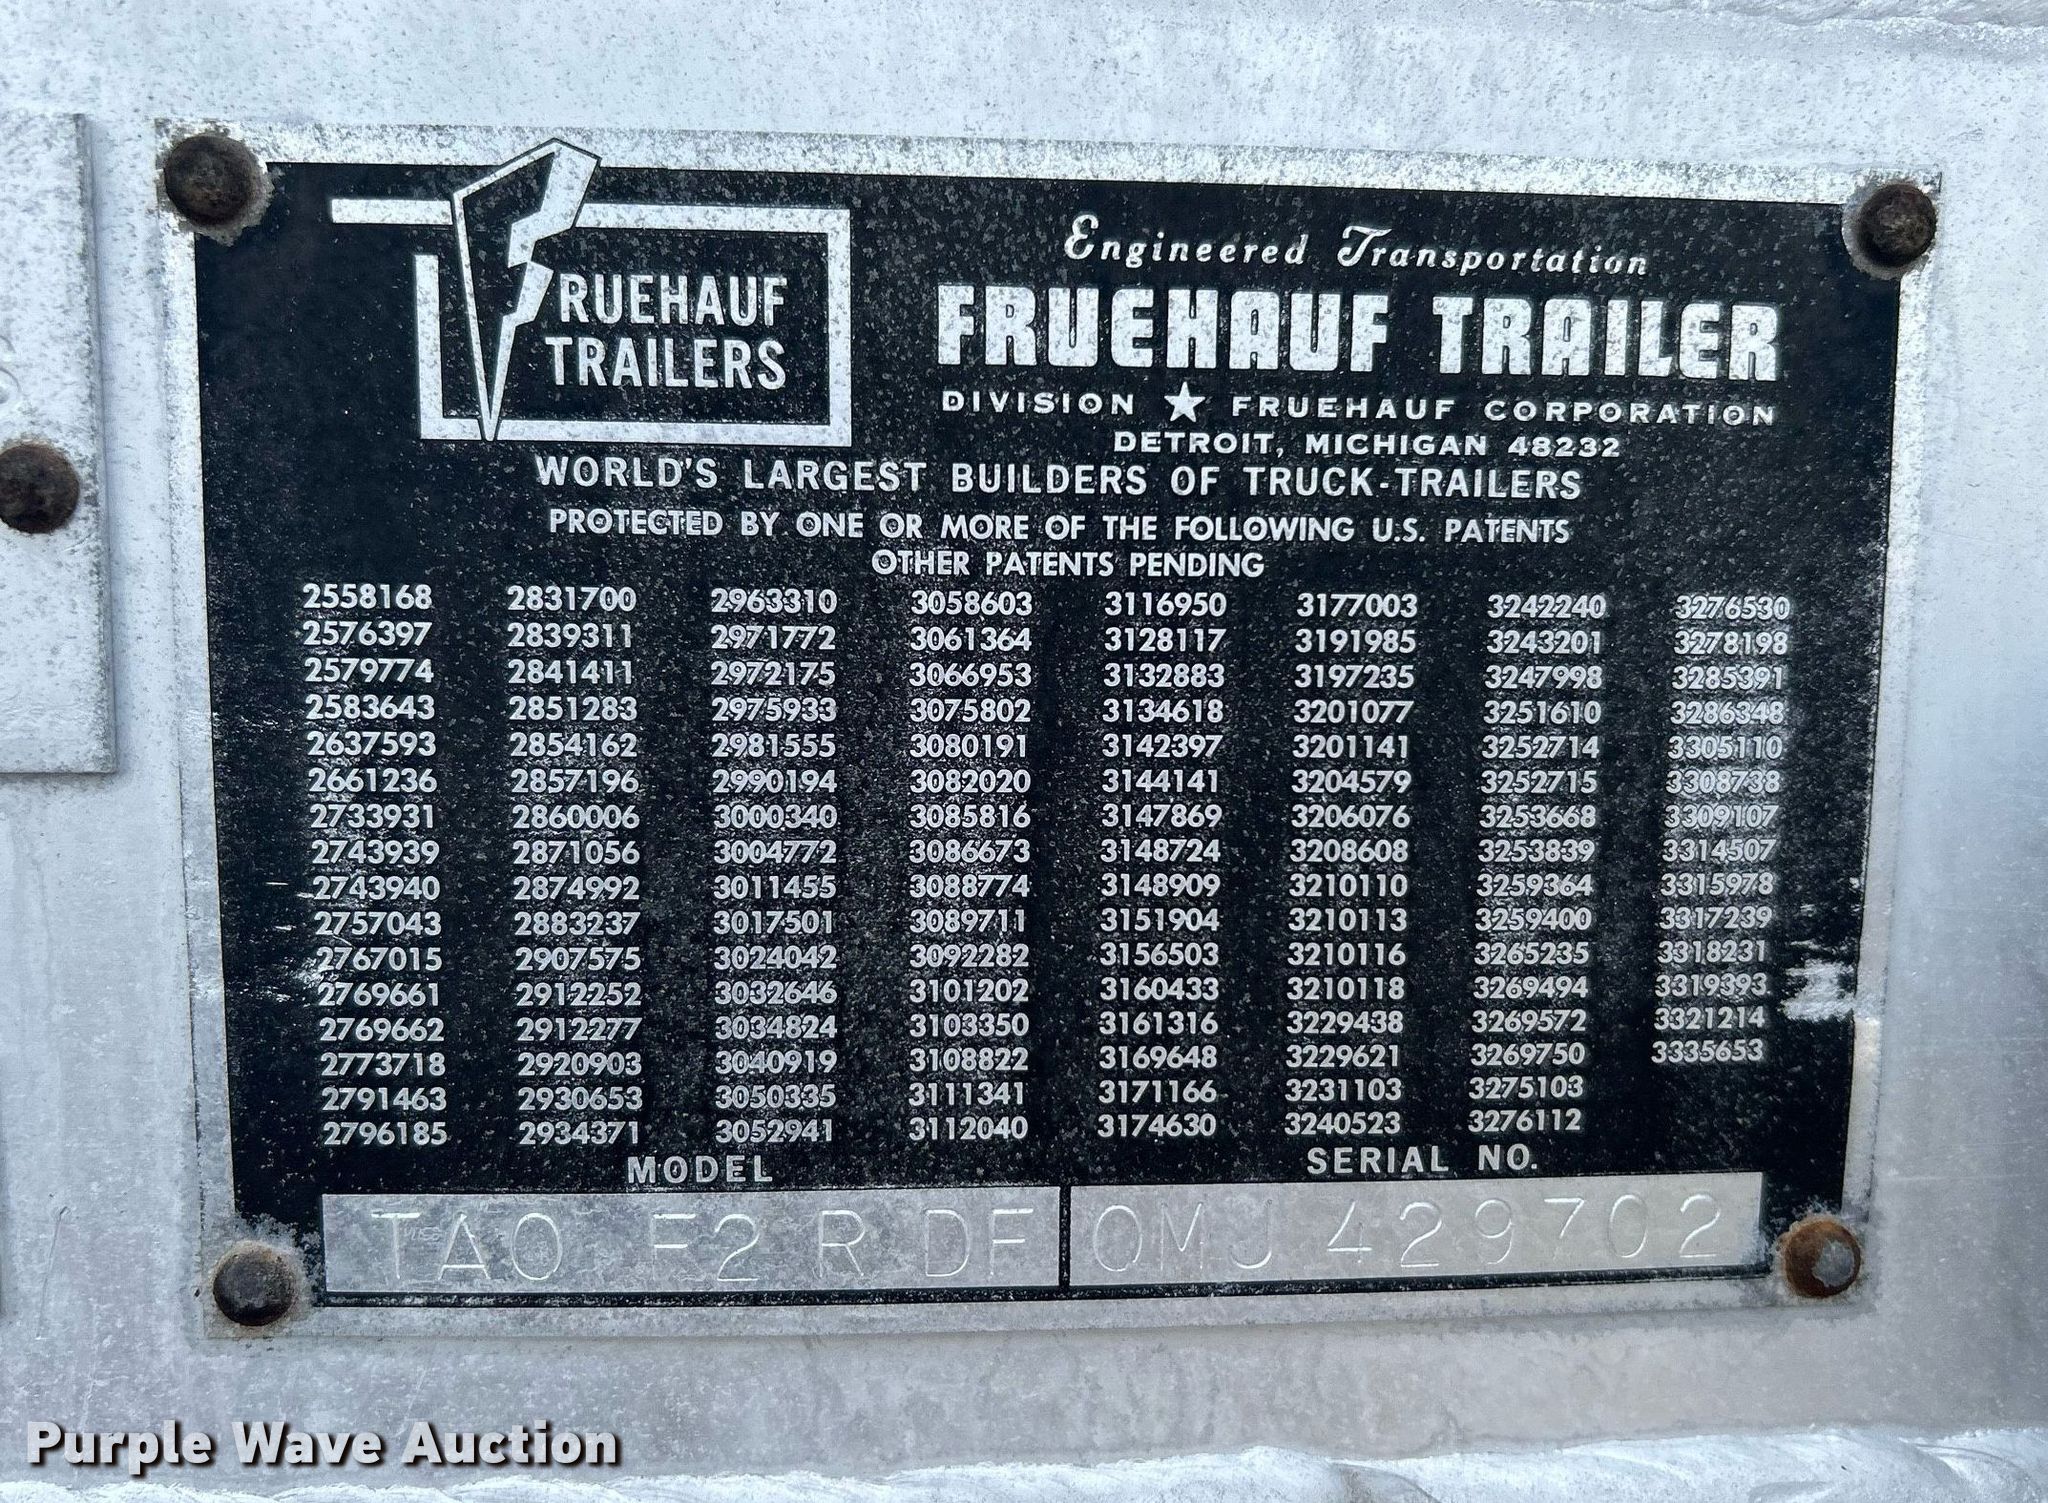 FRUEHAUF
TRAILERS
Engineered Transportation
FRUEHAUF TRAILER
DIVISION ★ FRUEHAUF CORPORATION
DETROIT, MICHIGAN 48232
WORLD'S LARGEST BUILDERS OF TRUCK-TRAILERS
PROTECTED BY ONE OR MORE OF THE FOLLOWING U.S. PATENTS
OTHER PATENTS PENDING
2558168 2831700 2963310 3058603 3116950 3177003 3242240 3276530
2576397 2839311 2971772 3061364 3128117 3191985 3243201 3278198
2579774 2841411 2972175 3066953 3132883 3197235 3247998 3285391
2583643 2851283 2975933 3075802 3134618 3201077 3251610 3286348
2637593 2854162 2981555 3080191 3142397 3201141 3252714 3305110
2661236 2857196 2990194 3082020 3144141 3204579 3252715 3308738
2733931 2860006 3000340 3085816 3147869 3206076 3253668 3309107
2743939 2871056 3004772 3086673 3148724 3208608 3253839 3314507
2743940 2874992 3011455 3088774 3148909 3210110 3259364 3315978
2757043 2883237 3017501 3089711 3151904 3210113 3259400 3317239
2767015 2907575 3024042 3092282 3156503 3210116 3265235 3318231
2769661 2912252 3032646 3101202 3160433 3210118 3269494 3319393
2769662 2912277 3034824 3103350 3161316 3229438 3269572 3321214
2773718 2920903 3040919 3108822 3169648 3229621 3269750 3335653
2791463 2930653 3050335 3111341 3171166 3231103 3275103
2796185 2934371 3052941 3112040 3174630 3240523 3276112
MODEL SERIAL NO.
TAO F2 R DF OMJ 429702
Purple Wave Auction